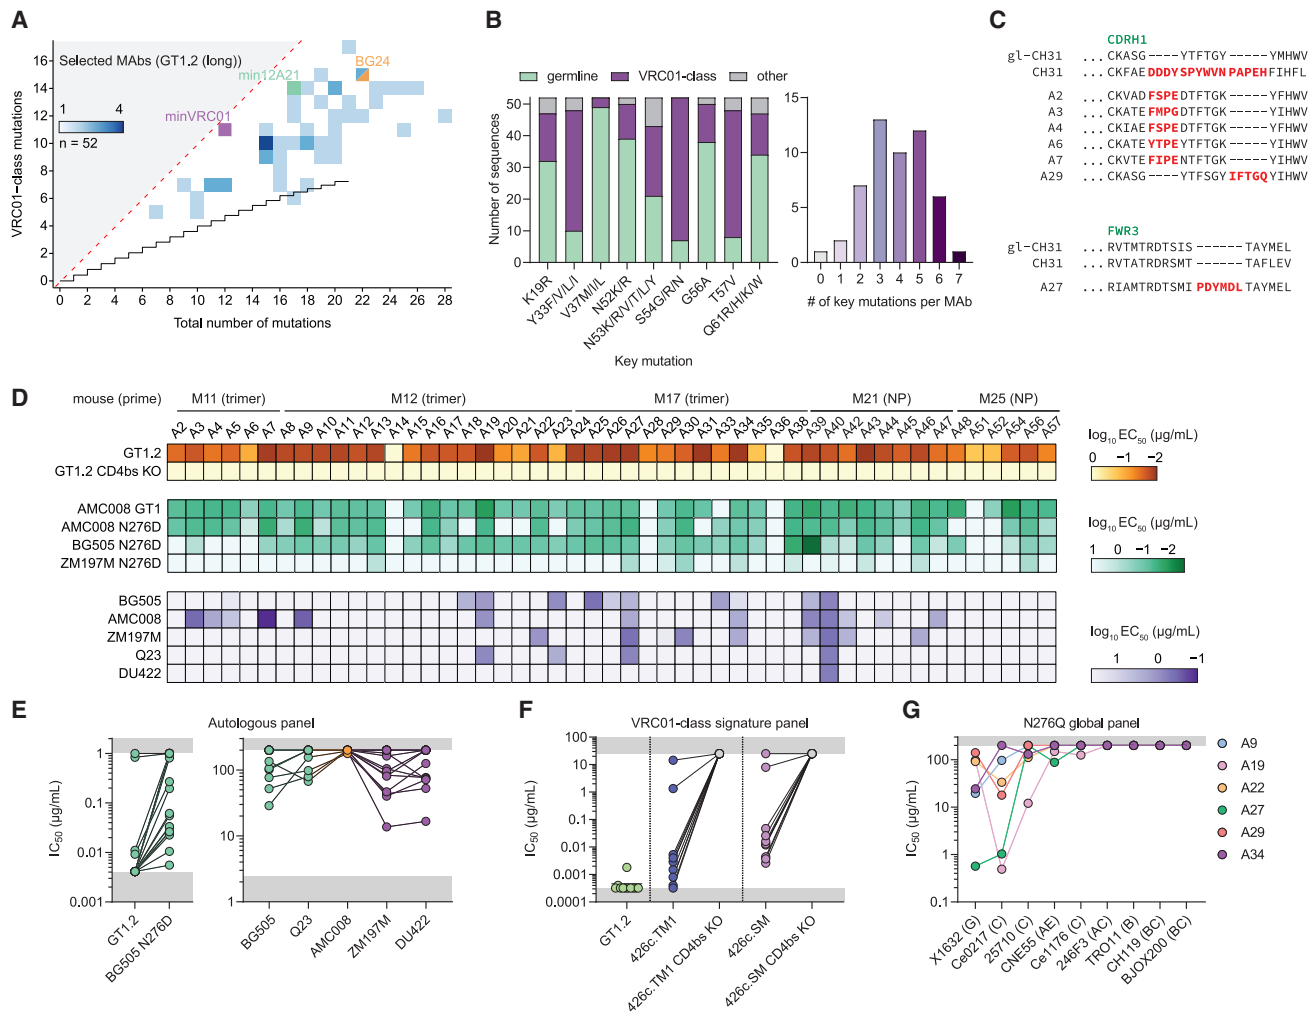 A
Selected MAbs (GT1.2 (long))
BG24
min12A21
minVRC01
1 4
n = 52
16
14
12
10
8
6
4
2
0
VRC01−class mutations
0 2 4 6 8 10 12 14 16 18 20 22 24 26 28
Total number of mutations
B
germline VRC01-class other
50
40
30
20
10
0
Number of sequences
K19R
Y33F/V/L/I
V37M/I/L
N52K/R
N53K/R/V/T/L/Y
S54G/R/N
G56A
T57V
Q61R/H/K/W
Key mutation
15
10
5
0
0 1 2 3 4 5 6 7
# of key mutations per MAb
C
CDRH1
gl−CH31 ... CKASG----YTFTGY-----YMHWV
CH31 ... CKFAEDDDYSPYWVNPAPEHFIHFL
A2 ... CKVADFSPEDTFTGK-----YFHWV
A3 ... CKATEFMPGDTFTGK-----YIHWV
A4 ... CKIAEFSPEDTFTGK-----YIHWV
A6 ... CKATEYTPEDTFTGK-----YIHWV
A7 ... CKVTEFIPENTFTGK-----YIHWV
A29 ... CKASG----YTFSGYIFTGQYIHWV
FWR3
gl−CH31 ... RVTMTRDTSIS------TAYMEL
CH31 ... RVTATRDRSMT------TAFLEV
A27 ... RIAMTRDTSMIPDYMDLTAYMEL
D
mouse (prime) M11 (trimer) M12 (trimer) M17 (trimer) M21 (NP) M25 (NP)
A2 A3 A4 A5 A6 A7 A8 A9 A10 A11 A12 A13 A14 A15 A16 A17 A18 A19 A20 A21 A22 A23 A24 A25 A26 A27 A28 A29 A30 A31 A33 A34 A35 A36 A38 A39 A40 A42 A43 A44 A45 A46 A47 A48 A51 A52 A54 A56 A57
GT1.2
GT1.2 CD4bs KO
log10 EC50 (µg/mL)
0 −1 −2
AMC008 GT1
AMC008 N276D
BG505 N276D
ZM197M N276D
log10 EC50 (µg/mL)
1 0 −1 −2
BG505
AMC008
ZM197M
Q23
DU422
log10 EC50 (µg/mL)
1 0 −1
E
Autologous panel
1
0.1
0.01
0.001
IC50 (µg/mL)
GT1.2
BG505 N276D
100
10
1
BG505
Q23
AMC008
ZM197M
DU422
F
VRC01-class signature panel
100
10
1
0.1
0.01
0.001
0.0001
IC50 (µg/mL)
GT1.2
426c.TM1
426c.TM1 CD4bs KO
426c.SM
426c.SM CD4bs KO
G
N276Q global panel
100
10
1
0.1
IC50 (µg/mL)
X1632 (G)
Ce0217 (C)
25710 (C)
CNE55 (AE)
Ce1176 (C)
246F3 (AC)
TRO11 (B)
CH119 (BC)
BJOX200 (BC)
A9
A19
A22
A27
A29
A34